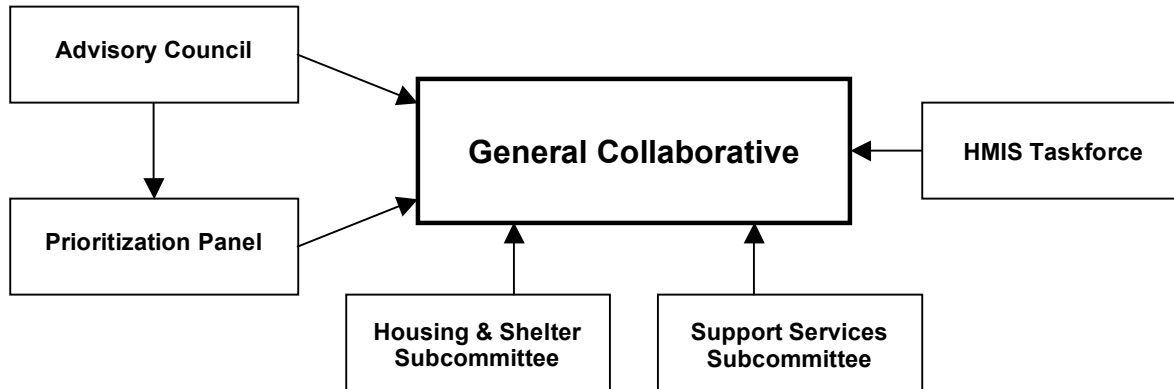 Advisory Council
General Collaborative
HMIS Taskforce
Prioritization Panel
Housing & Shelter
Subcommittee
Support Services
Subcommittee